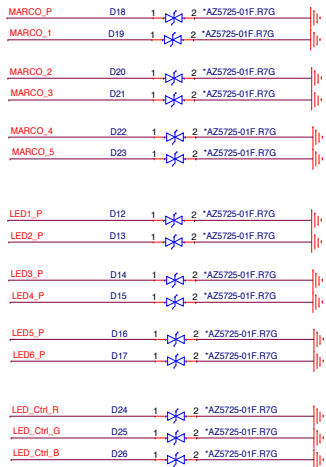 MARCO_P D18 1 2 *AZ5725-01F.R7G
MARCO_1 D19 1 2 *AZ5725-01F.R7G
MARCO_2 D20 1 2 *AZ5725-01F.R7G
MARCO_3 D21 1 2 *AZ5725-01F.R7G
MARCO_4 D22 1 2 *AZ5725-01F.R7G
MARCO_5 D23 1 2 *AZ5725-01F.R7G
LED1_P D12 1 2 *AZ5725-01F.R7G
LED2_P D13 1 2 *AZ5725-01F.R7G
LED3_P D14 1 2 *AZ5725-01F.R7G
LED4_P D15 1 2 *AZ5725-01F.R7G
LED5_P D16 1 2 *AZ5725-01F.R7G
LED6_P D17 1 2 *AZ5725-01F.R7G
LED_Ctrl_R D24 1 2 *AZ5725-01F.R7G
LED_Ctrl_G D25 1 2 *AZ5725-01F.R7G
LED_Ctrl_B D26 1 2 *AZ5725-01F.R7G